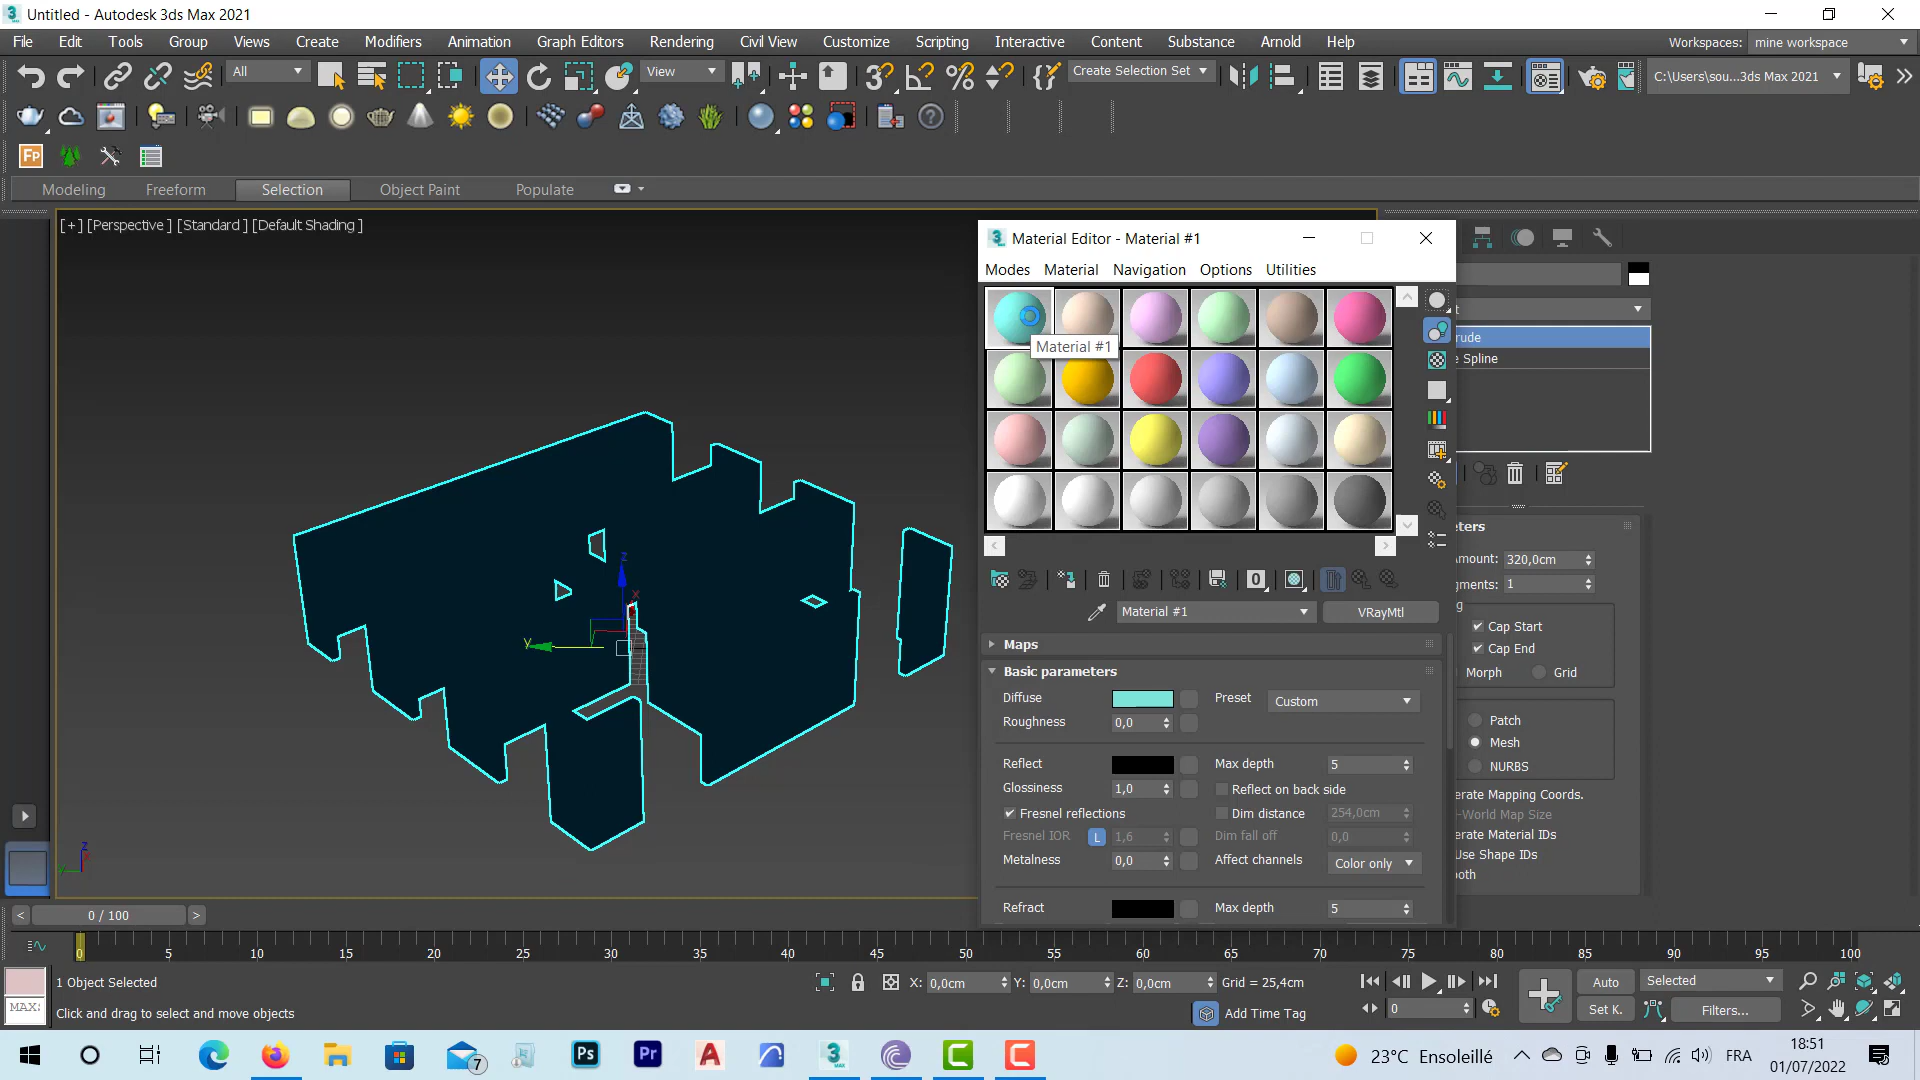 Untitled - Autodesk 3ds Max 2021
File Edit Tools Group Views Create Modifiers Animation Graph Editors Rendering Civil View Customize Scripting Interactive Content Substance Arnold Help
Workspaces: mine workspace
All
View
Create Selection Set
C:\Users\sou...3ds Max 2021
Modeling Freeform Selection Object Paint Populate
[+] [Perspective ] [Standard ] [Default Shading ]
Material Editor - Material #1
Modes Material Navigation Options Utilities
Material #1
Material #1
VRayMtl
Maps
Basic parameters
Diffuse
Preset Custom
Roughness 0,0
Reflect
Max depth 5
Glossiness 1,0
Reflect on back side
Fresnel reflections
Dim distance 254,0cm
Fresnel IOR L 1,6
Dim fall off 0,0
Metalness 0,0
Affect channels Color only
Refract
Max depth 5
t
rude
e Spline
eters
Amount: 320,0cm
gments: 1
g
Cap Start
Cap End
Morph Grid
Patch
Mesh
NURBS
erate Mapping Coords.
l-World Map Size
erate Material IDs
Use Shape IDs
oth
z
x
y
z
< 0 / 100 >
0 5 10 15 20 25 30 35 40 45 50 55 60 65 70 75 80 85 90 95 100
1 Object Selected
X: 0,0cm Y: 0,0cm Z: 0,0cm Grid = 25,4cm
Auto Selected
MAX:
Click and drag to select and move objects
Add Time Tag
0
Set K. Filters...
7
Ps
Pr
A
3
MAX
C
C
23°C Ensoleillé
FRA
18:51
01/07/2022